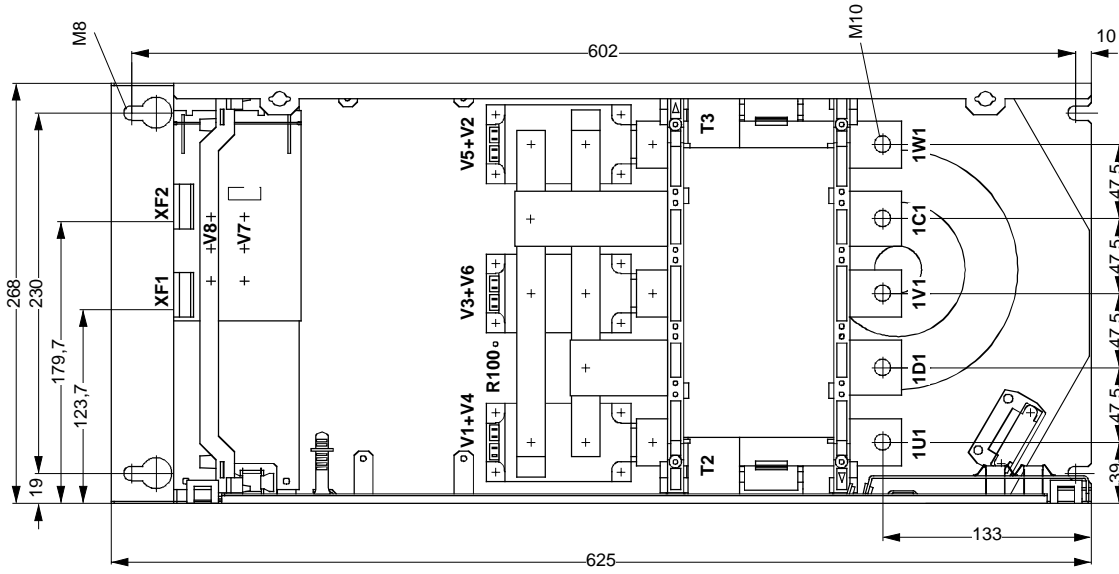 M8
602
M10
10
V5+V2
T3
1W1
47,5
XF2
V8
V7
1C1
47,5
268
230
XF1
V3+V6
1V1
47,5
179,7
123,7
R100
1D1
47,5
V1+V4
T2
1U1
39
19
133
625